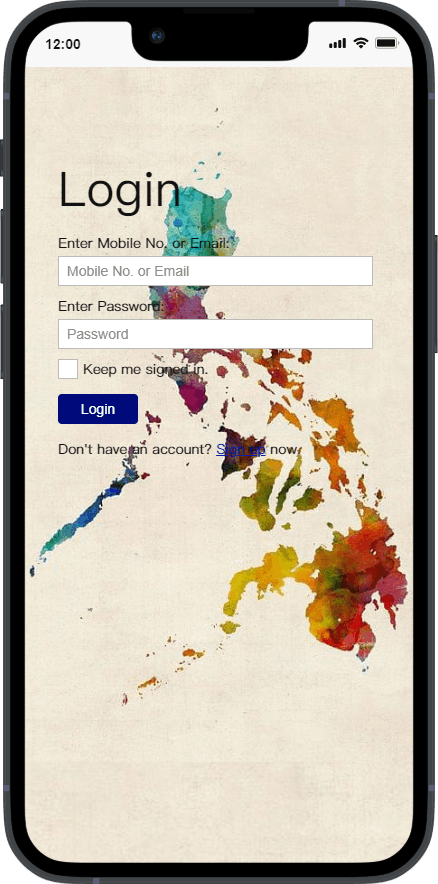 12:00
Login
Enter Mobile No. or Email:
Mobile No. or Email
Enter Password:
Password
Keep me signed in.
Login
Don't have an account? Sign up now